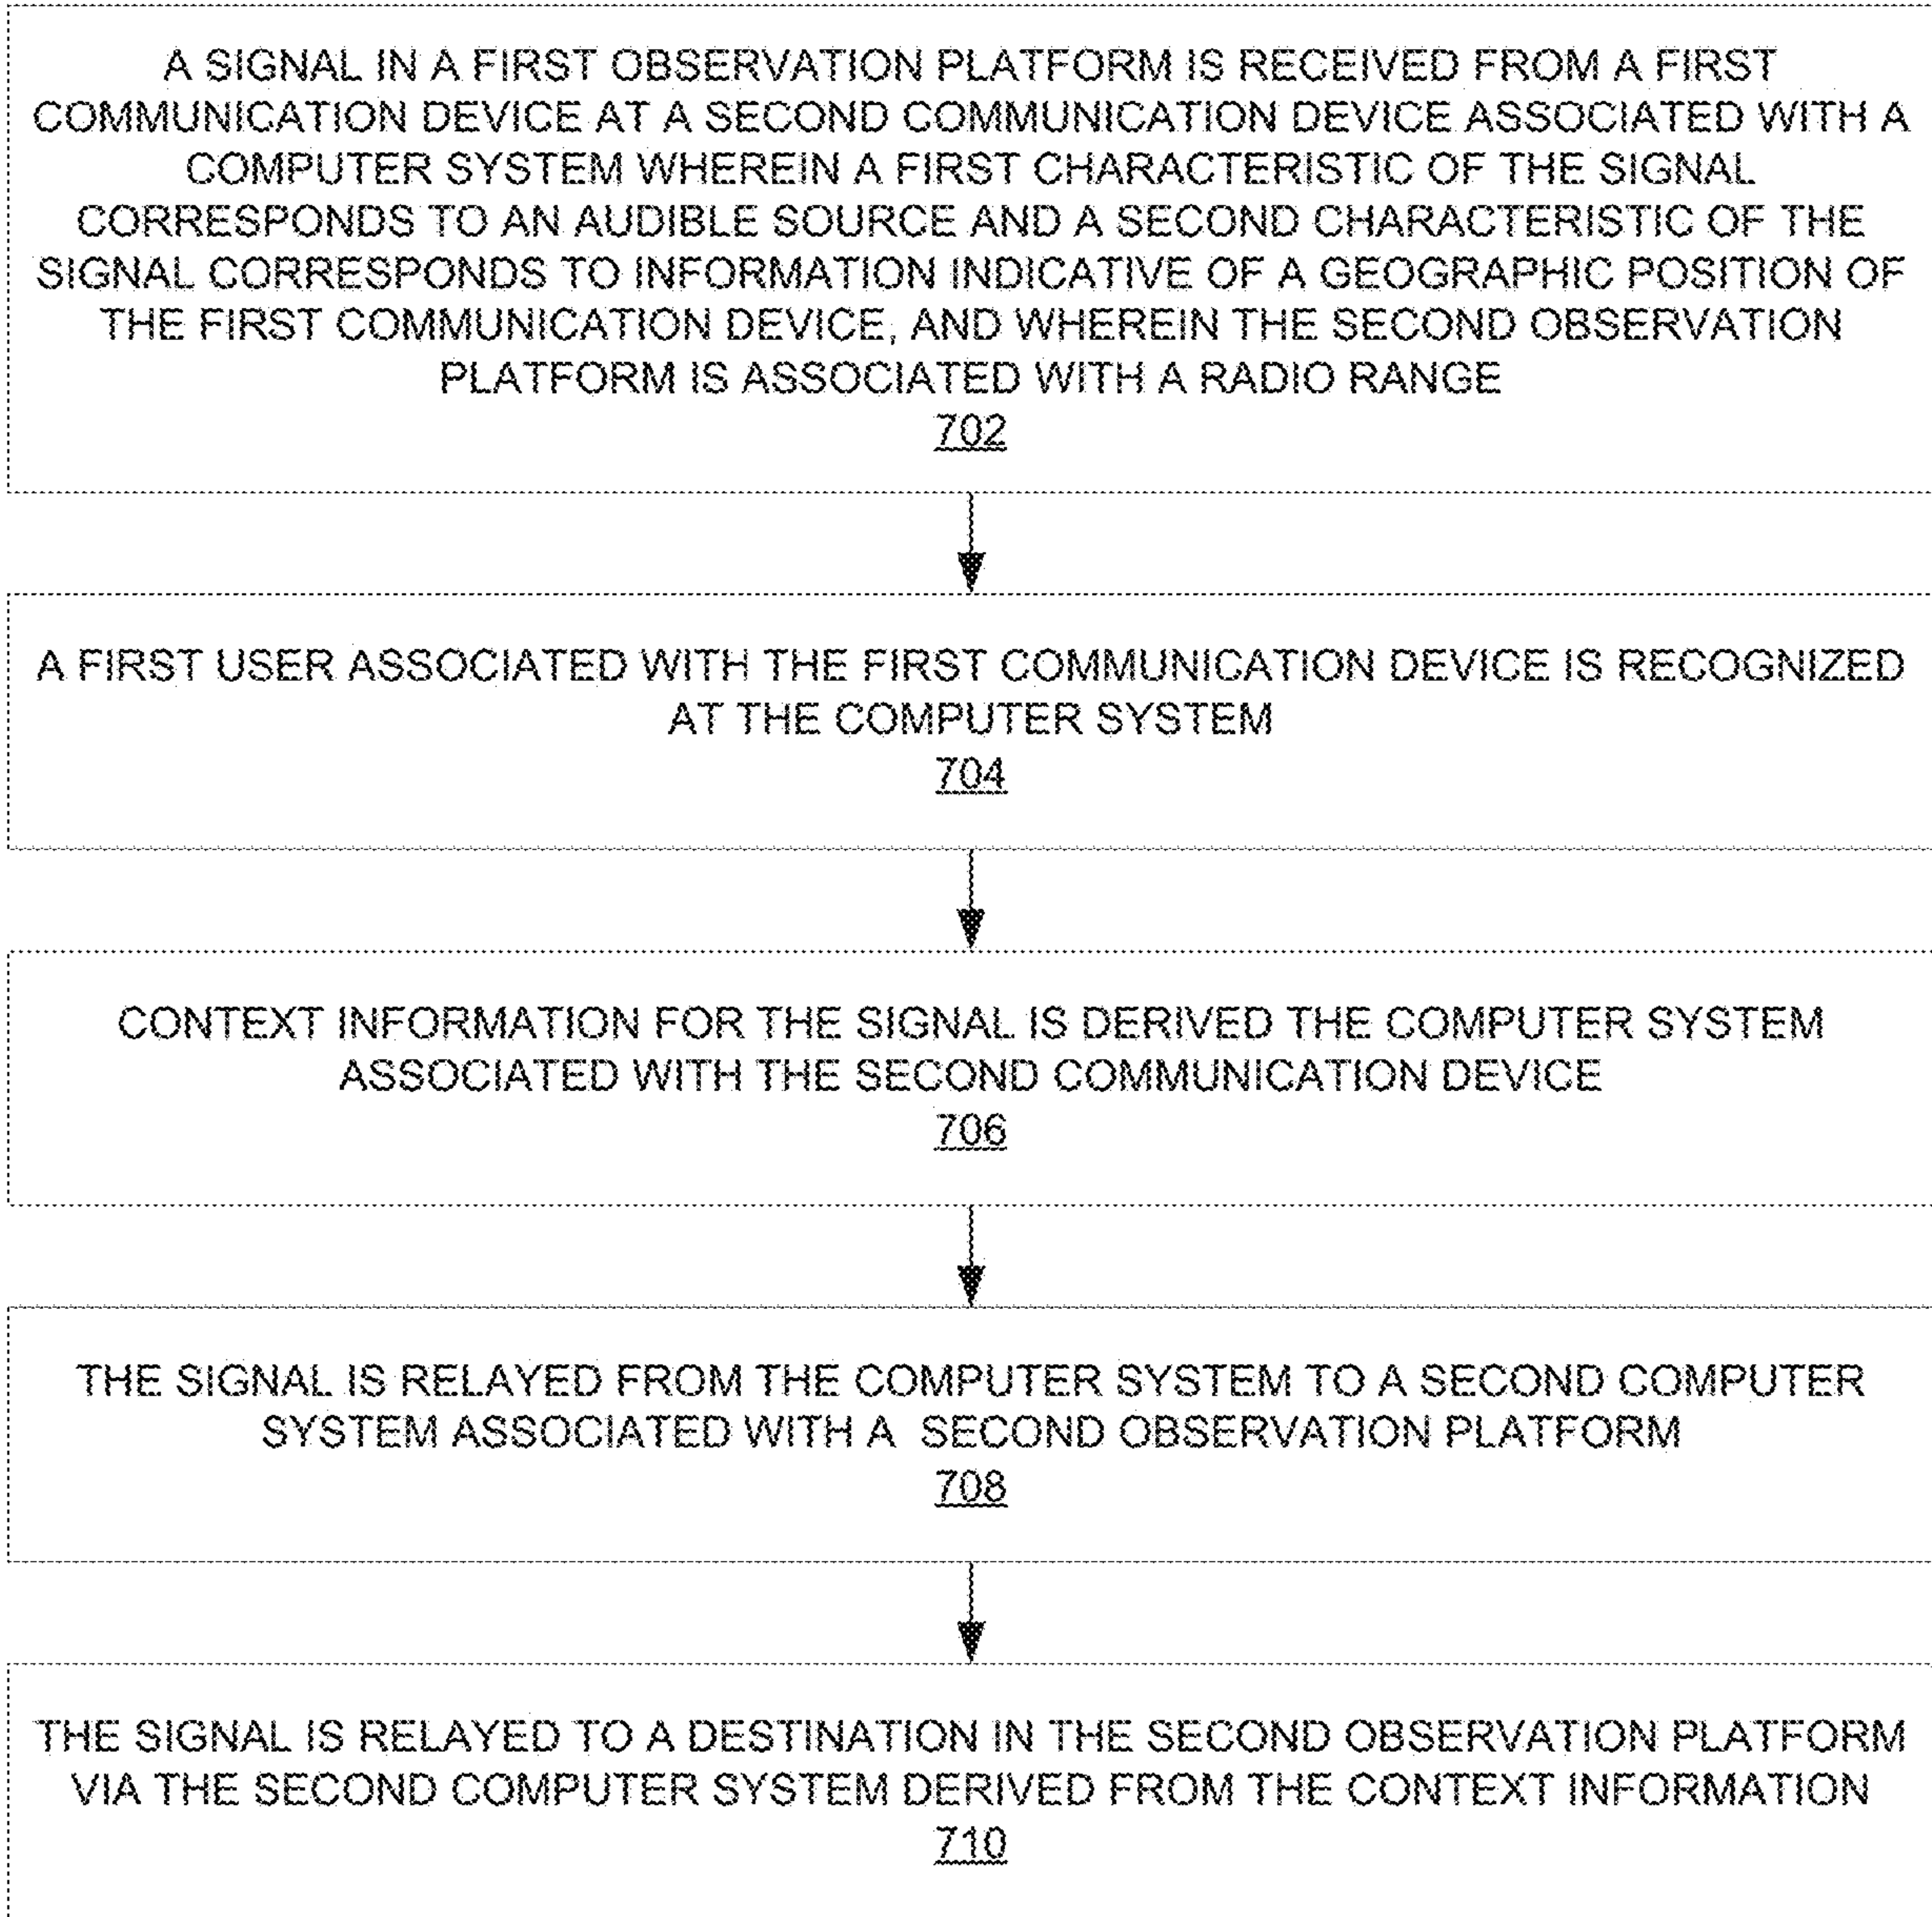 A SIGNAL IN A FIRST OBSERVATION PLATFORM IS RECEIVED FROM A FIRST
COMMUNICATION DEVICE AT A SECOND COMMUNICATION DEVICE ASSOCIATED WITH A
COMPUTER SYSTEM WHEREIN A FIRST CHARACTERISTIC OF THE SIGNAL
CORRESPONDS TO AN AUDIBLE SOURCE AND A SECOND CHARACTERISTIC OF THE
SIGNAL CORRESPONDS TO INFORMATION INDICATIVE OF A GEOGRAPHIC POSITION OF
THE FIRST COMMUNICATION DEVICE, AND WHEREIN THE SECOND OBSERVATION
PLATFORM IS ASSOCIATED WITH A RADIO RANGE
702
A FIRST USER ASSOCIATED WITH THE FIRST COMMUNICATION DEVICE IS RECOGNIZED
AT THE COMPUTER SYSTEM
704
CONTEXT INFORMATION FOR THE SIGNAL IS DERIVED THE COMPUTER SYSTEM
ASSOCIATED WITH THE SECOND COMMUNICATION DEVICE
706
THE SIGNAL IS RELAYED FROM THE COMPUTER SYSTEM TO A SECOND COMPUTER
SYSTEM ASSOCIATED WITH A SECOND OBSERVATION PLATFORM
708
THE SIGNAL IS RELAYED TO A DESTINATION IN THE SECOND OBSERVATION PLATFORM
VIA THE SECOND COMPUTER SYSTEM DERIVED FROM THE CONTEXT INFORMATION
710